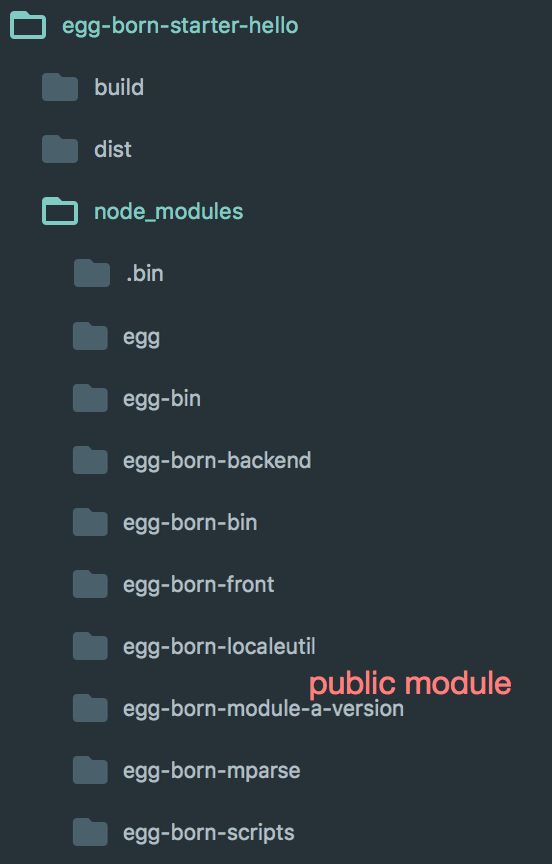 egg-born-starter-hello
build
dist
node_modules
.bin
egg
egg-bin
egg-born-backend
egg-born-bin
egg-born-front
egg-born-localeutil
public module
egg-born-module-a-version
egg-born-mparse
egg-born-scripts